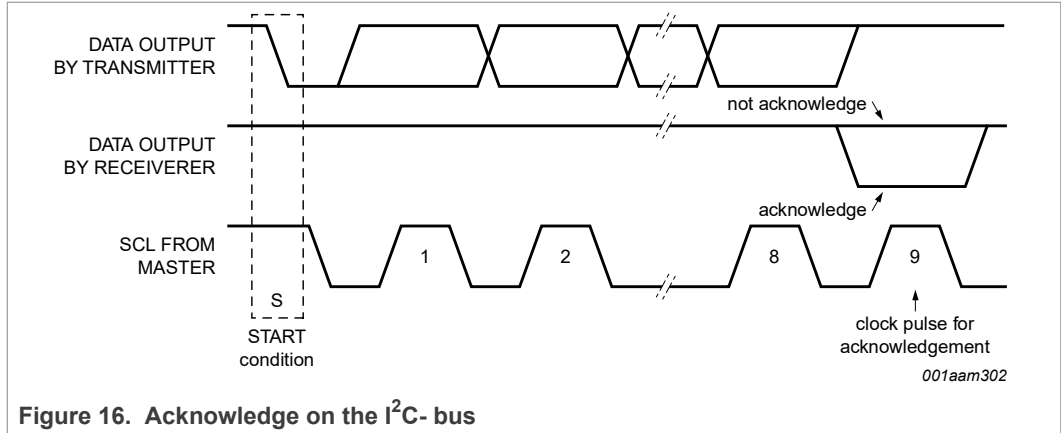 DATA OUTPUT
BY TRANSMITTER
not acknowledge
DATA OUTPUT
BY RECEIVERER
acknowledge
SCL FROM
MASTER
1
2
8
9
S
START
condition
clock pulse for
acknowledgement
001aam302
Figure 16. Acknowledge on the I²C- bus